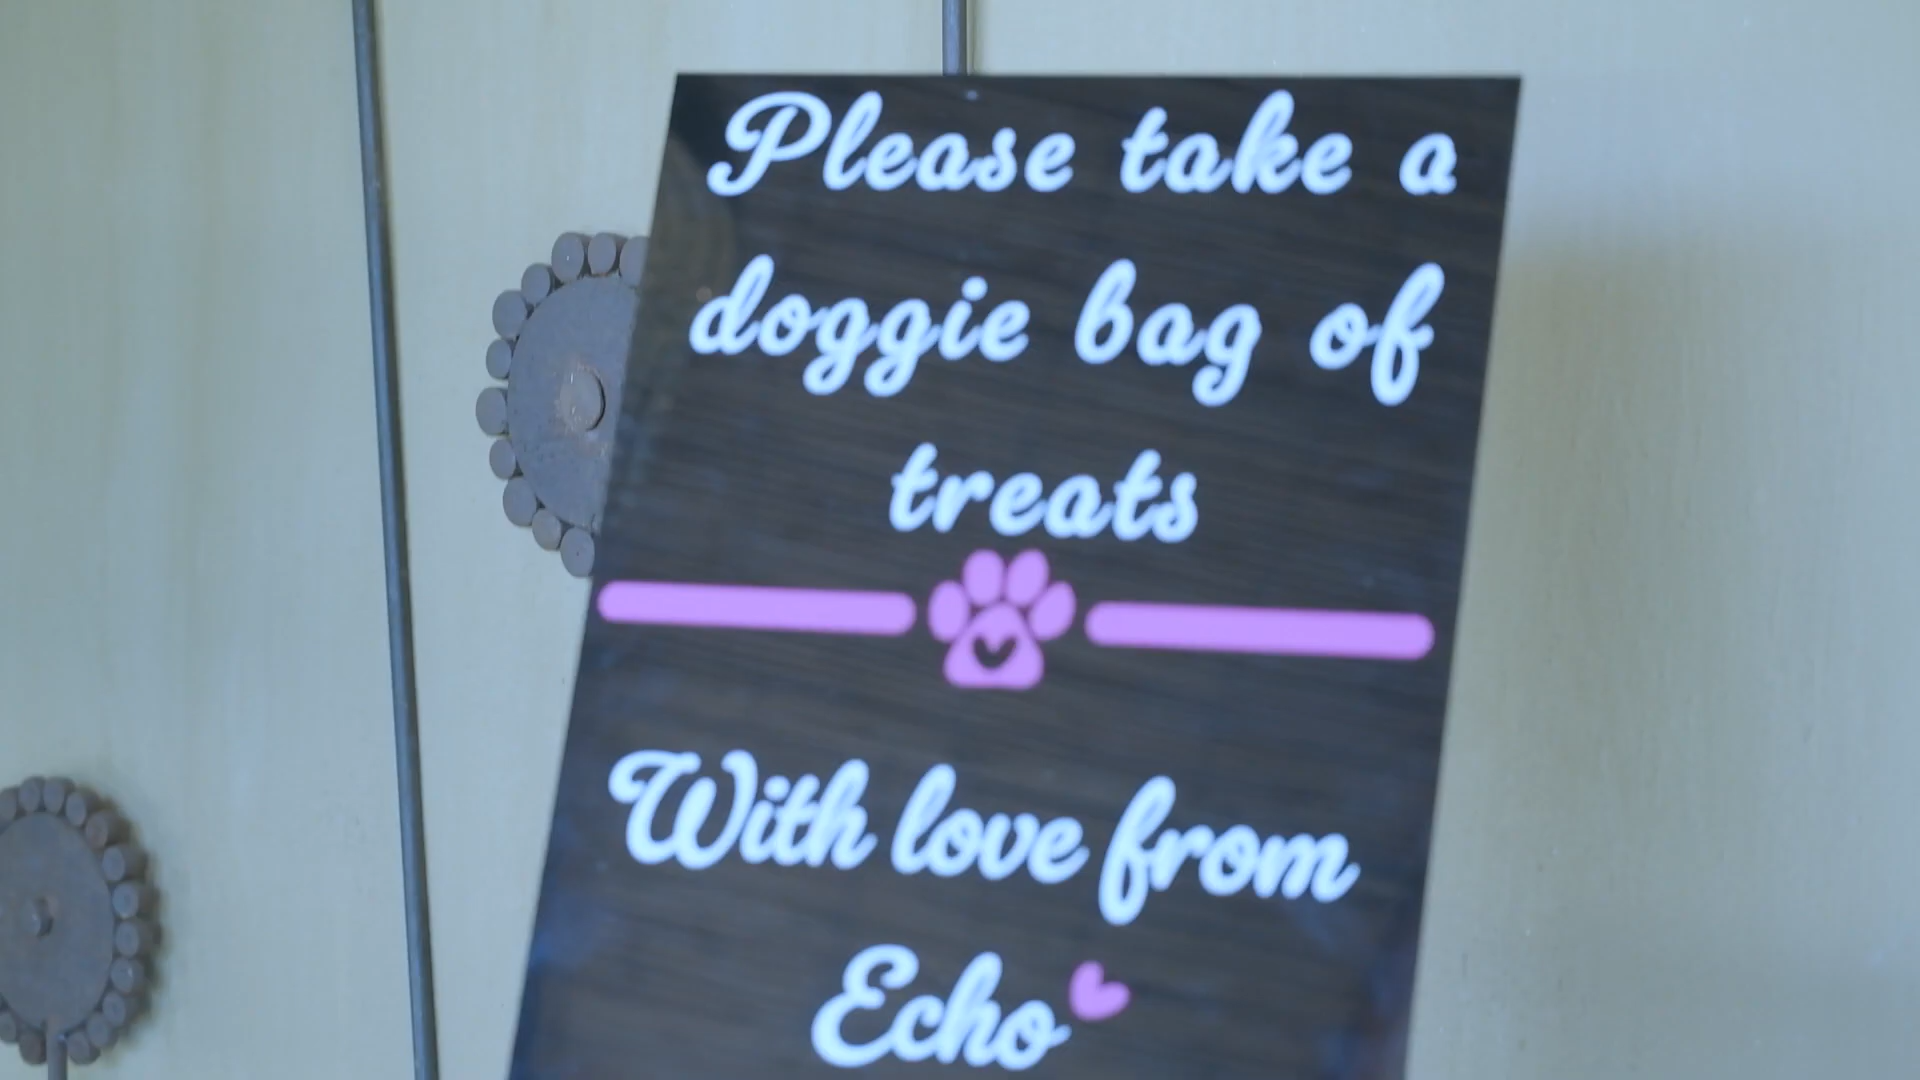 Please take a
doggie bag of
treats
With love from
Echo